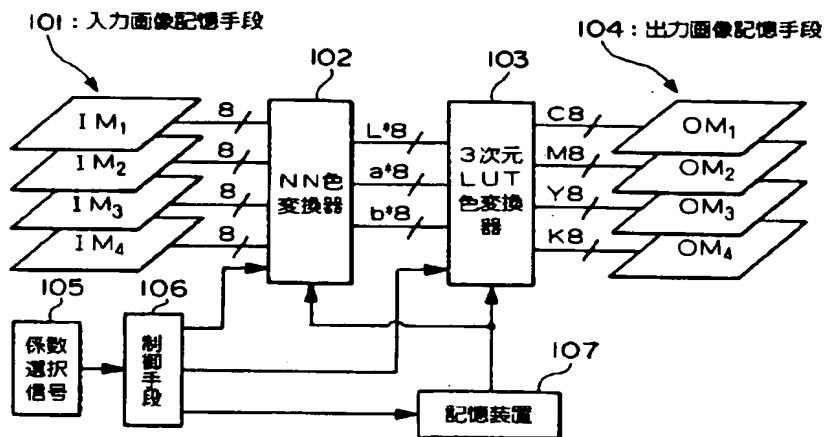 101：入力画像記憶手段
104：出力画像記憶手段
102
103
IM1
IM2
IM3
IM4
8
8
8
8
NN色
変換器
L*8
a*8
b*8
3次元
LUT
色変換
器
C8
M8
Y8
K8
OM1
OM2
OM3
OM4
105
106
107
係数
選択
信号
制御手段
記憶装置